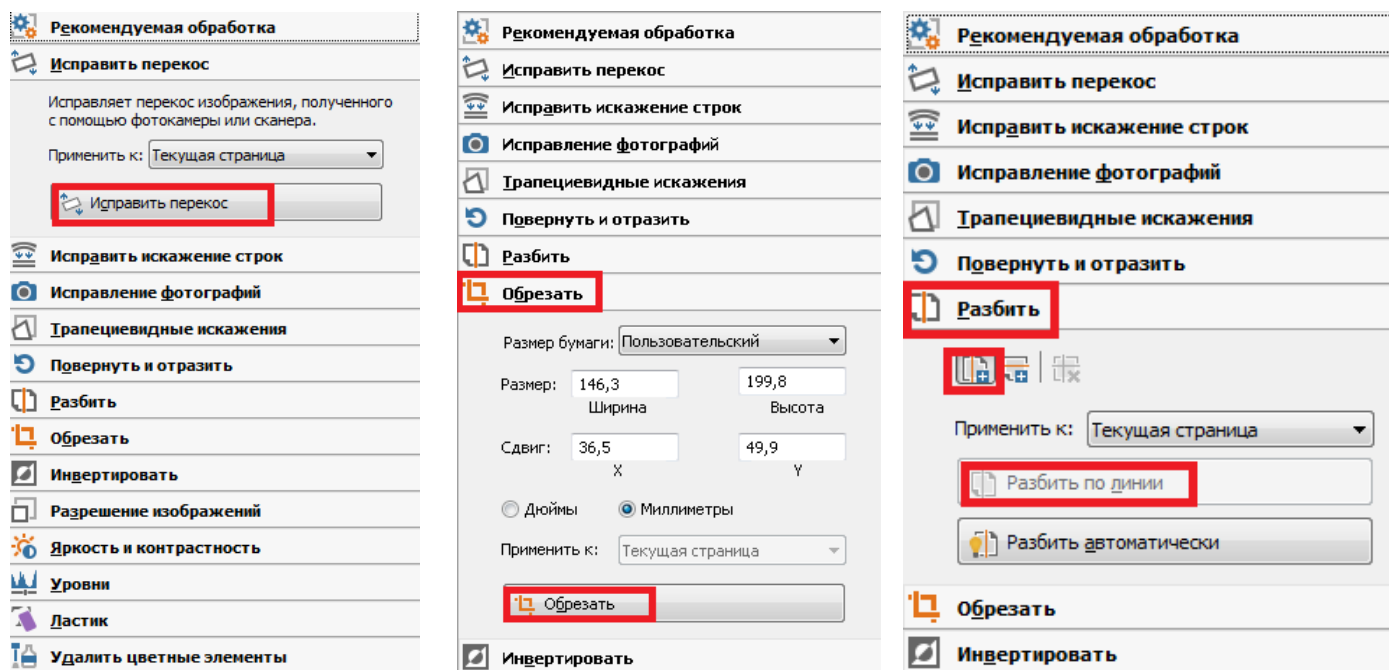 Рекомендуемая обработка
Исправить перекос
Исправляет перекос изображения, полученного
с помощью фотокамеры или сканера.
Применить к: Текущая страница
Исправить перекос
Исправить искажение строк
Исправление фотографий
Трапециевидные искажения
Повернуть и отразить
Разбить
Обрезать
Инвертировать
Разрешение изображений
Яркость и контрастность
Уровни
Ластик
Удалить цветные элементы
Рекомендуемая обработка
Исправить перекос
Исправить искажение строк
Исправление фотографий
Трапециевидные искажения
Повернуть и отразить
Разбить
Обрезать
Размер бумаги: Пользовательский
Размер: 146,3 199,8
Ширина Высота
Сдвиг: 36,5 49,9
X Y
Дюймы Миллиметры
Применить к: Текущая страница
Обрезать
Инвертировать
Рекомендуемая обработка
Исправить перекос
Исправить искажение строк
Исправление фотографий
Трапециевидные искажения
Повернуть и отразить
Разбить
Применить к: Текущая страница
Разбить по линии
Разбить автоматически
Обрезать
Инвертировать